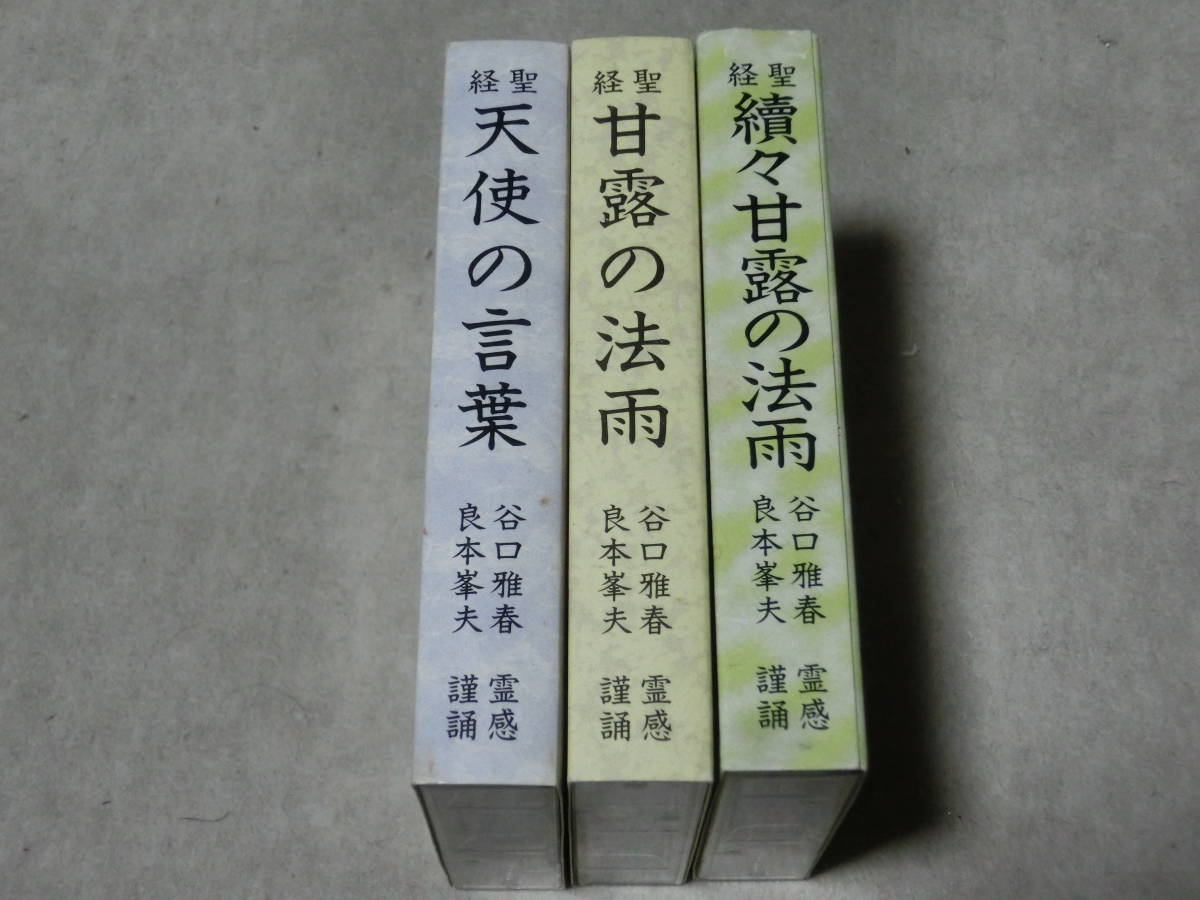 聖経
天使の言葉
谷口雅春 霊感
良本峯夫 謹誦
聖経
甘露の法雨
谷口雅春 霊感
良本峯夫 謹誦
聖経
續々甘露の法雨
谷口雅春 霊感
良本峯夫 謹誦